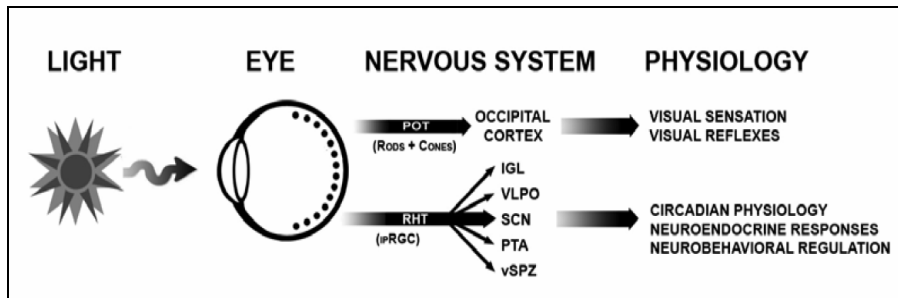 LIGHT EYE NERVOUS SYSTEM PHYSIOLOGY
POT
(RODS + CONES)
OCCIPITAL
CORTEX
VISUAL SENSATION
VISUAL REFLEXES
RHT
(IPRGC)
IGL
VLPO
SCN
PTA
vSPZ
CIRCADIAN PHYSIOLOGY
NEUROENDOCRINE RESPONSES
NEUROBEHAVIORAL REGULATION